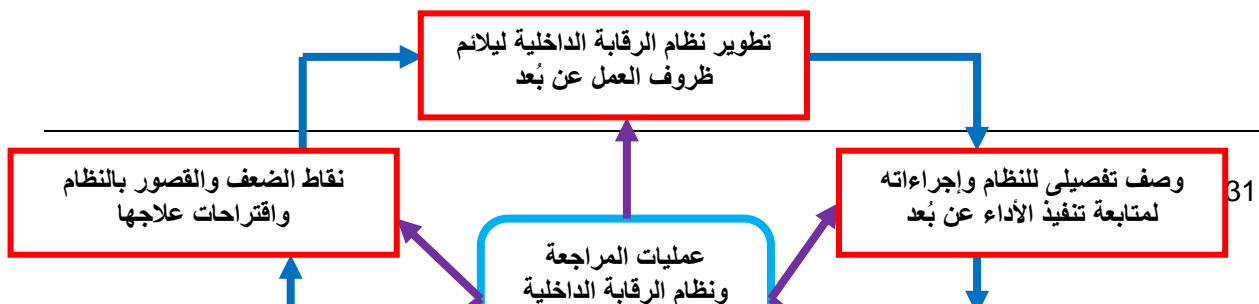 تطوير نظام الرقابة الداخلية ليلائم
ظروف العمل عن بُعد
وصف تفصيلى للنظام وإجراءاته
لمتابعة تنفيذ الأداء عن بُعد
31
نقاط الضعف والقصور بالنظام
واقتراحات علاجها
عمليات المراجعة
ونظام الرقابة الداخلية